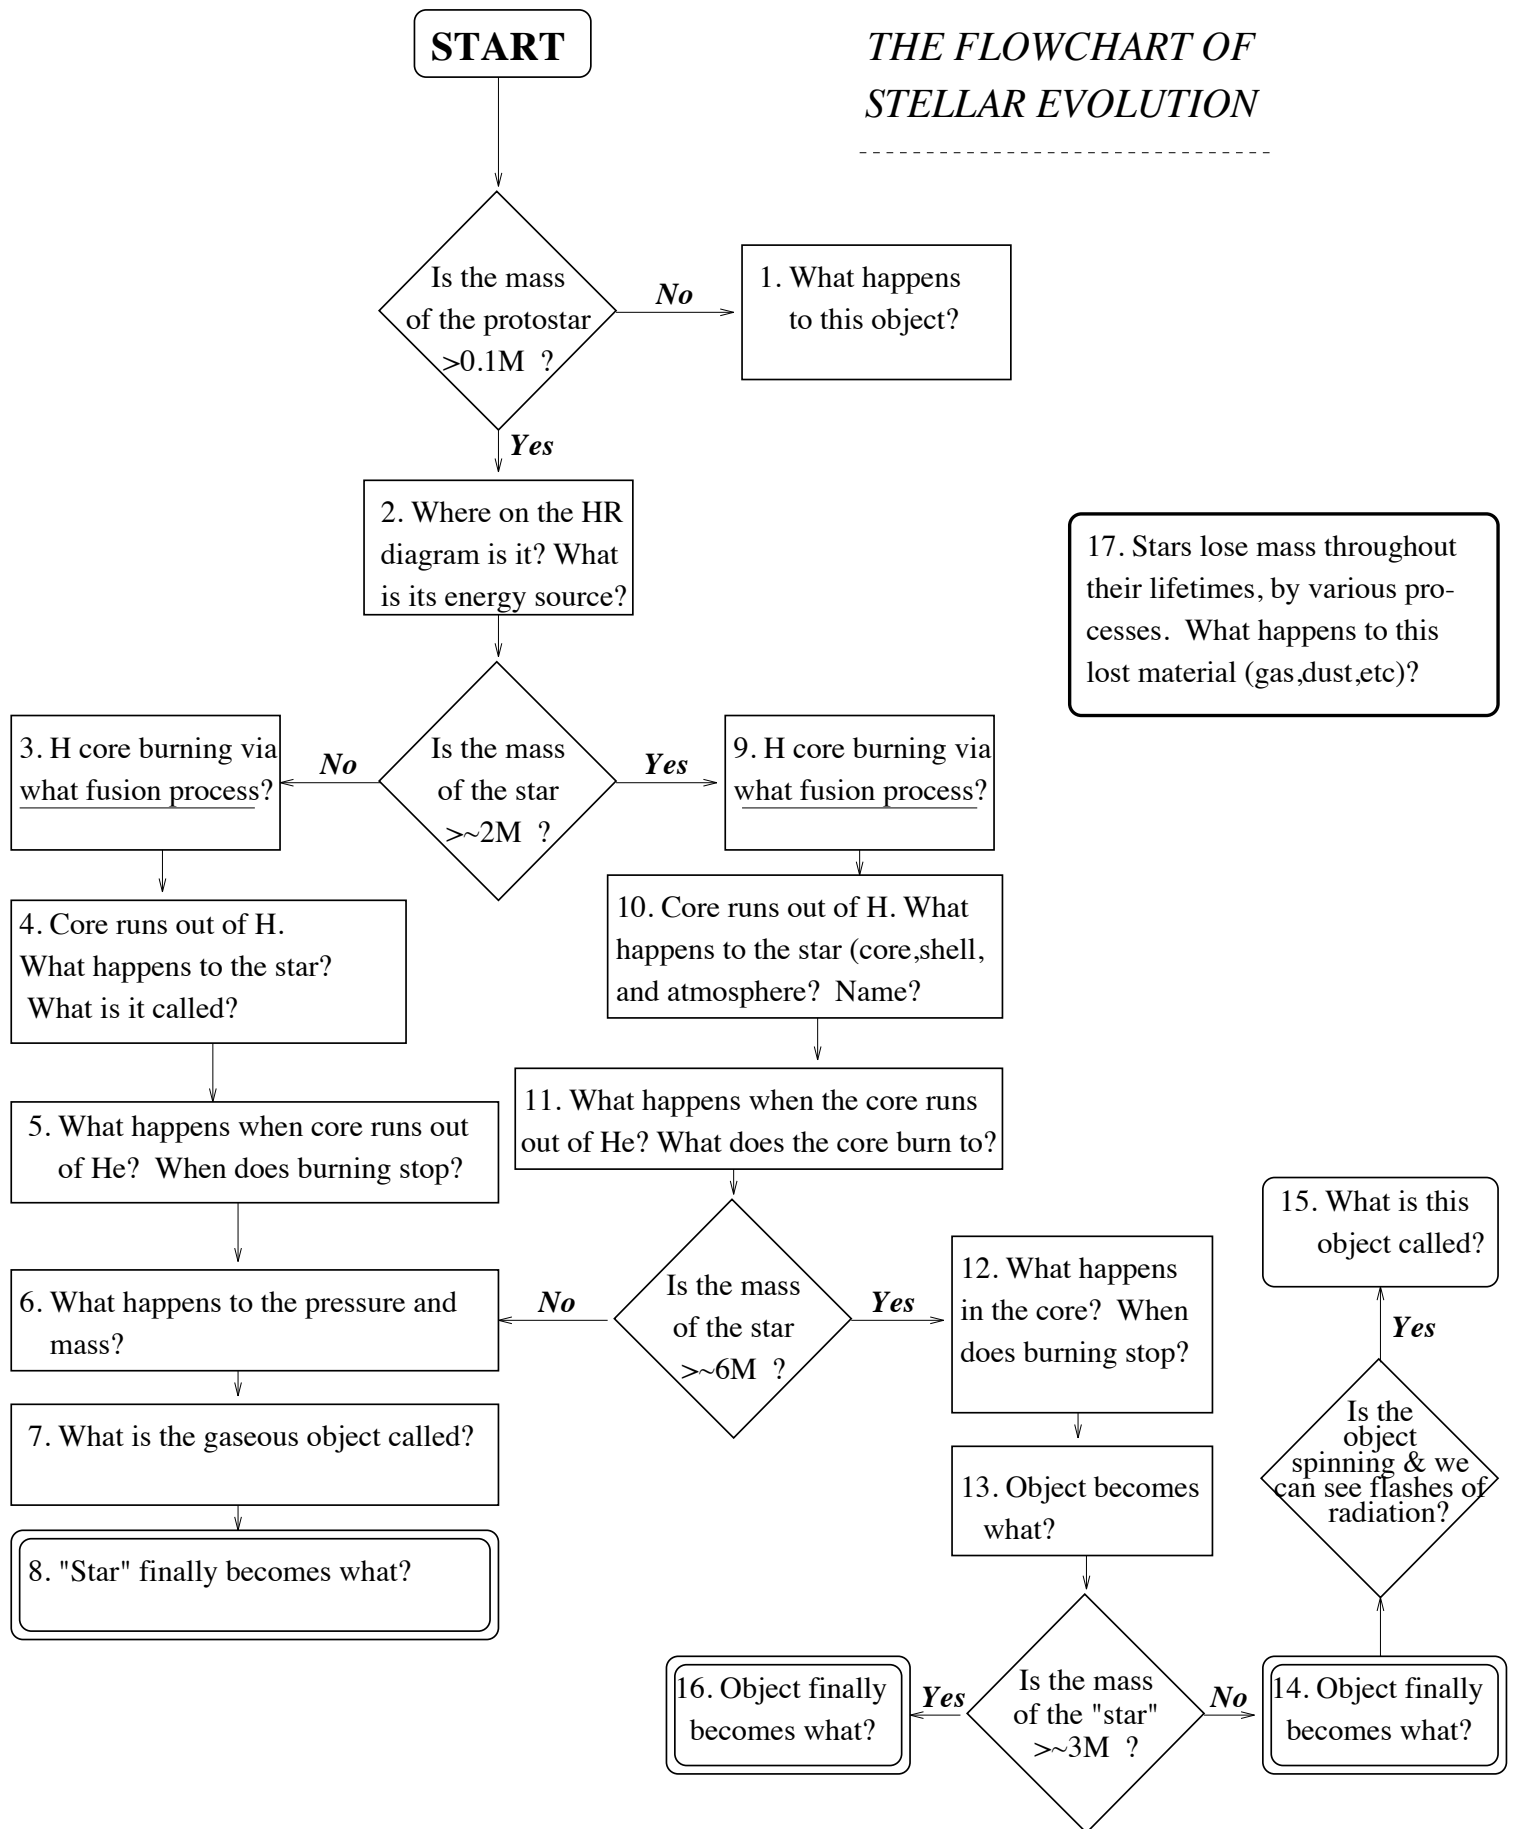 START
THE FLOWCHART OF
STELLAR EVOLUTION
Is the mass
of the protostar
>0.1M ?
No
1. What happens
to this object?
Yes
2. Where on the HR
diagram is it? What
is its energy source?
17. Stars lose mass throughout
their lifetimes, by various pro-
cesses. What happens to this
lost material (gas,dust,etc)?
Is the mass
of the star
>~2M ?
No
3. H core burning via
what fusion process?
Yes
9. H core burning via
what fusion process?
4. Core runs out of H.
What happens to the star?
What is it called?
10. Core runs out of H. What
happens to the star (core,shell,
and atmosphere? Name?
5. What happens when core runs out
of He? When does burning stop?
11. What happens when the core runs
out of He? What does the core burn to?
6. What happens to the pressure and
mass?
No
Is the mass
of the star
>~6M ?
Yes
12. What happens
in the core? When
does burning stop?
15. What is this
object called?
Yes
7. What is the gaseous object called?
13. Object becomes
what?
Is the
object
spinning & we
can see flashes of
radiation?
8. "Star" finally becomes what?
16. Object finally
becomes what?
Yes
Is the mass
of the "star"
>~3M ?
No
14. Object finally
becomes what?